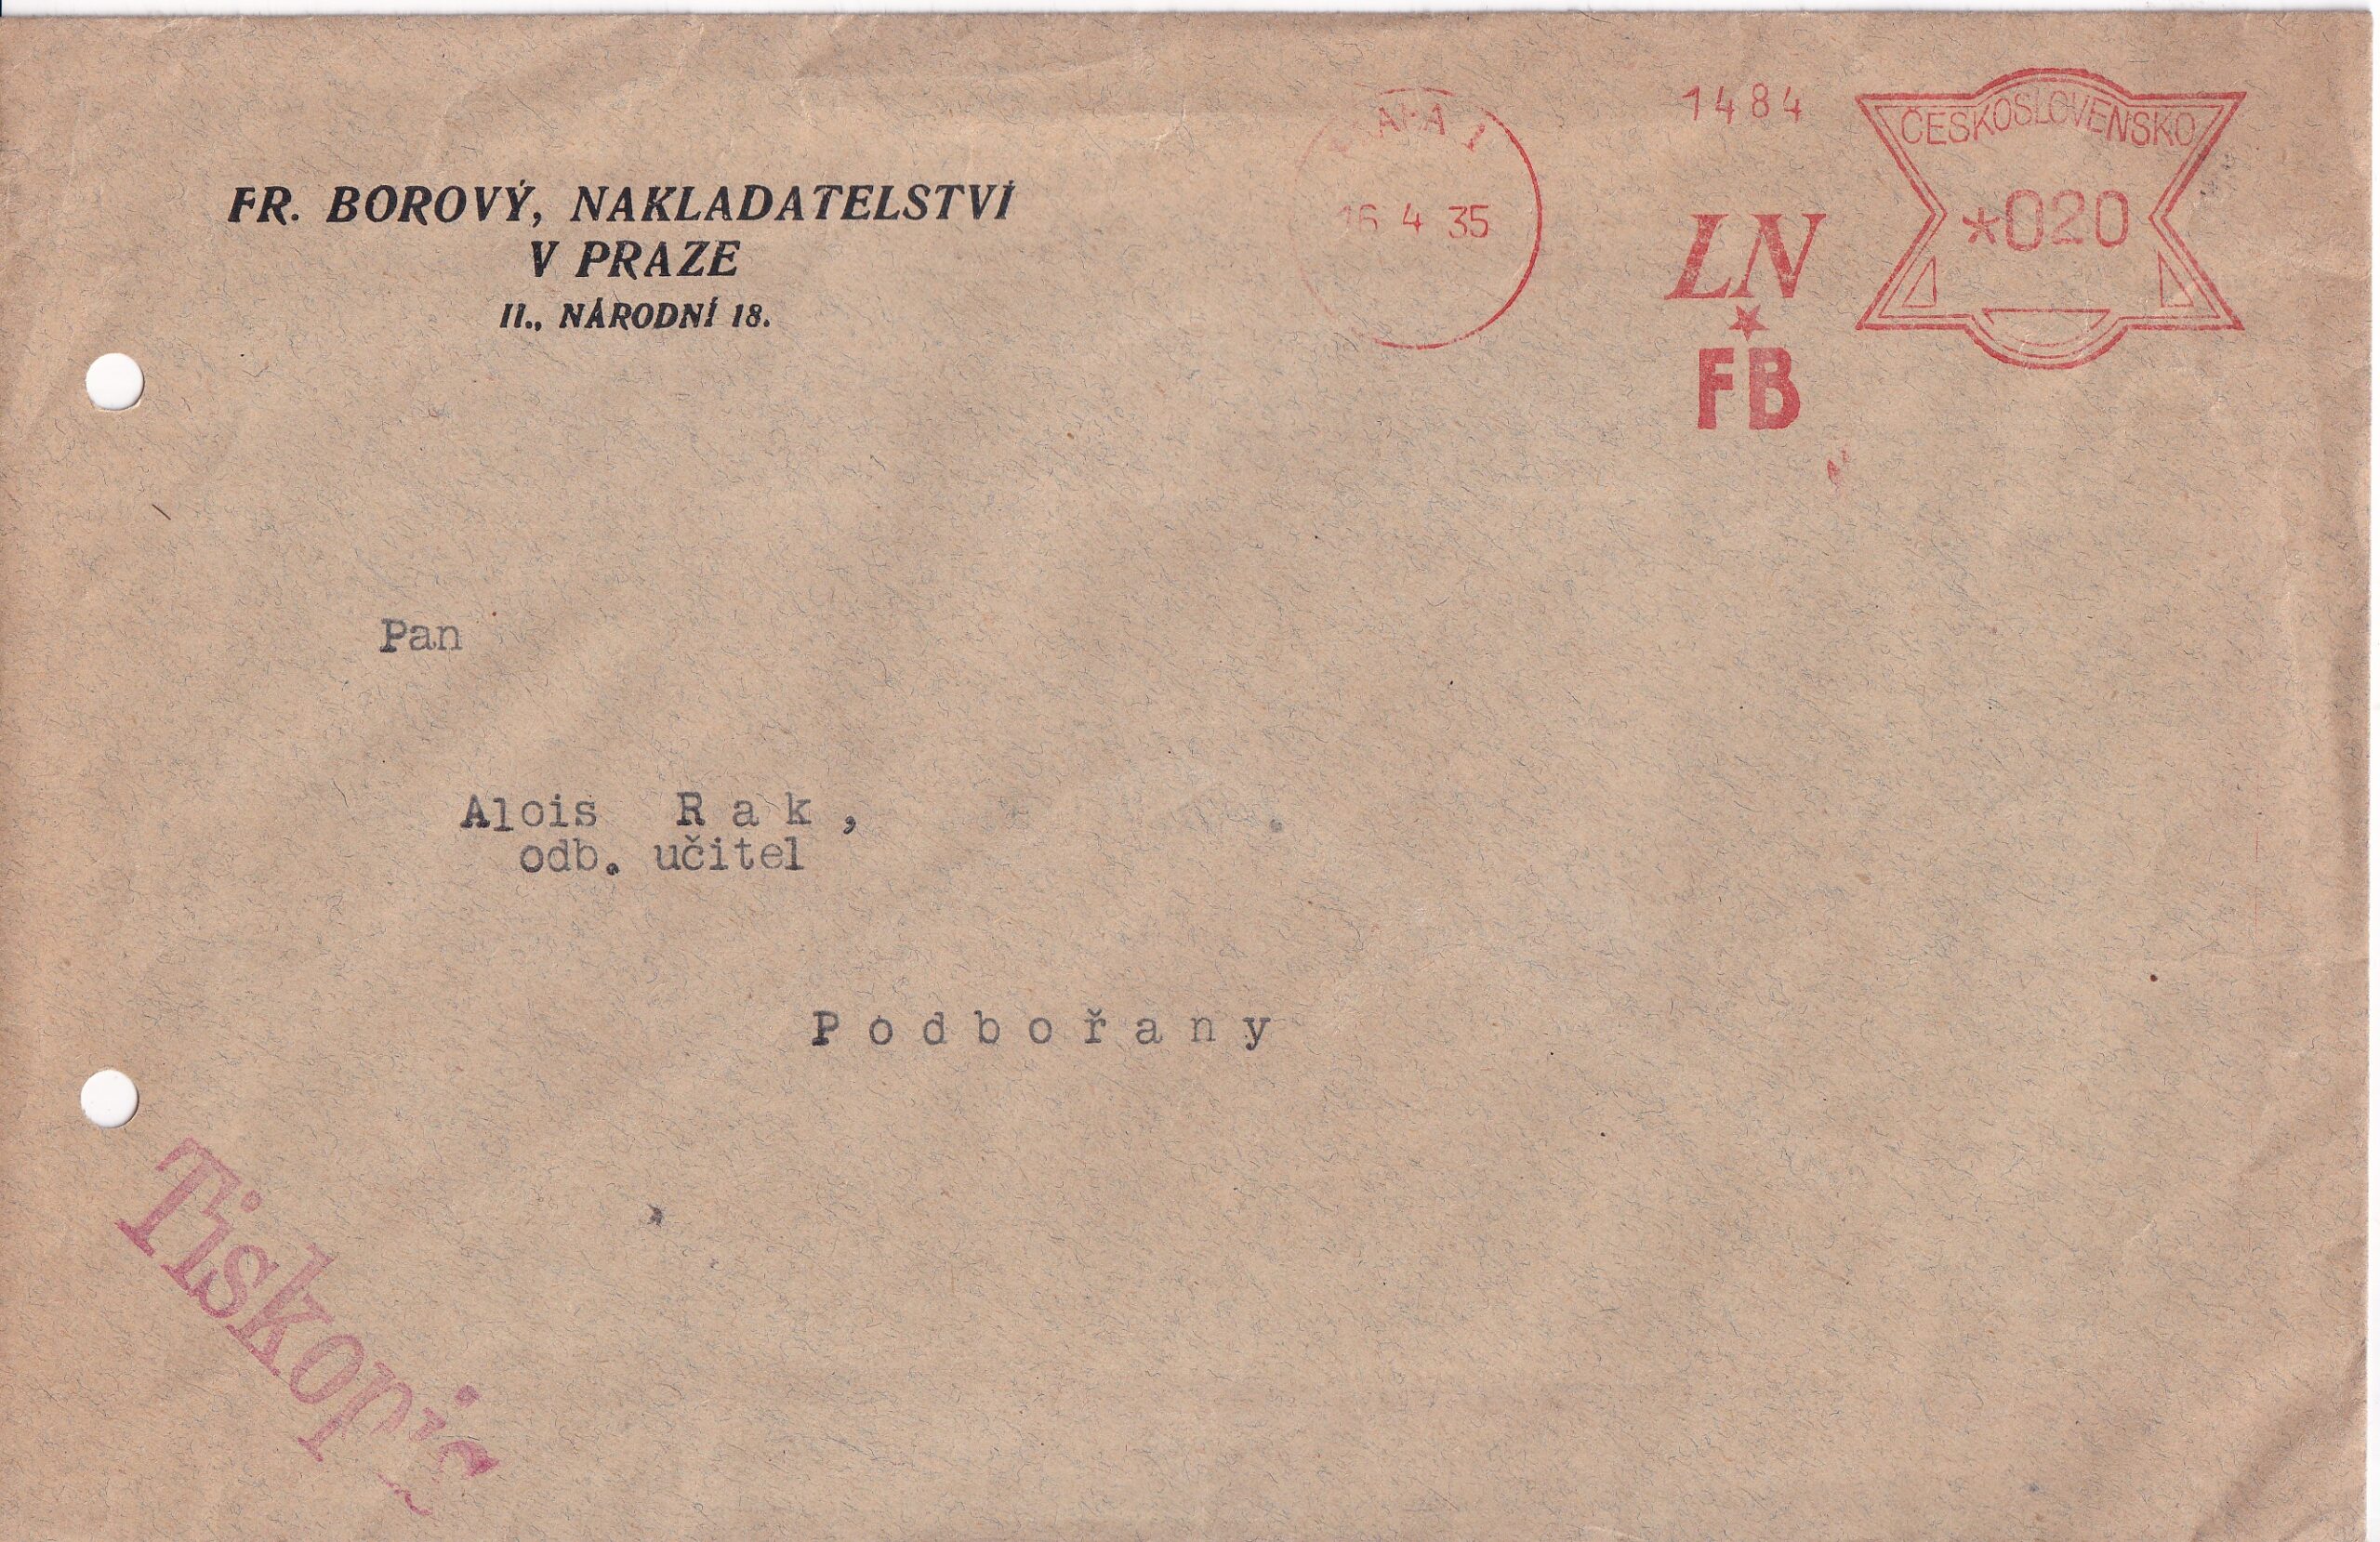 FR. BOROVÝ, NAKLADATELSTVÍ
V PRAZE
II., NÁRODNÍ 18.
16 4 35
1484
LN
FB
ČESKOSLOVENSKO
*020
Pan
Alois R a k ,
odb. učitel
P o d b o ř a n y
Tiskopis